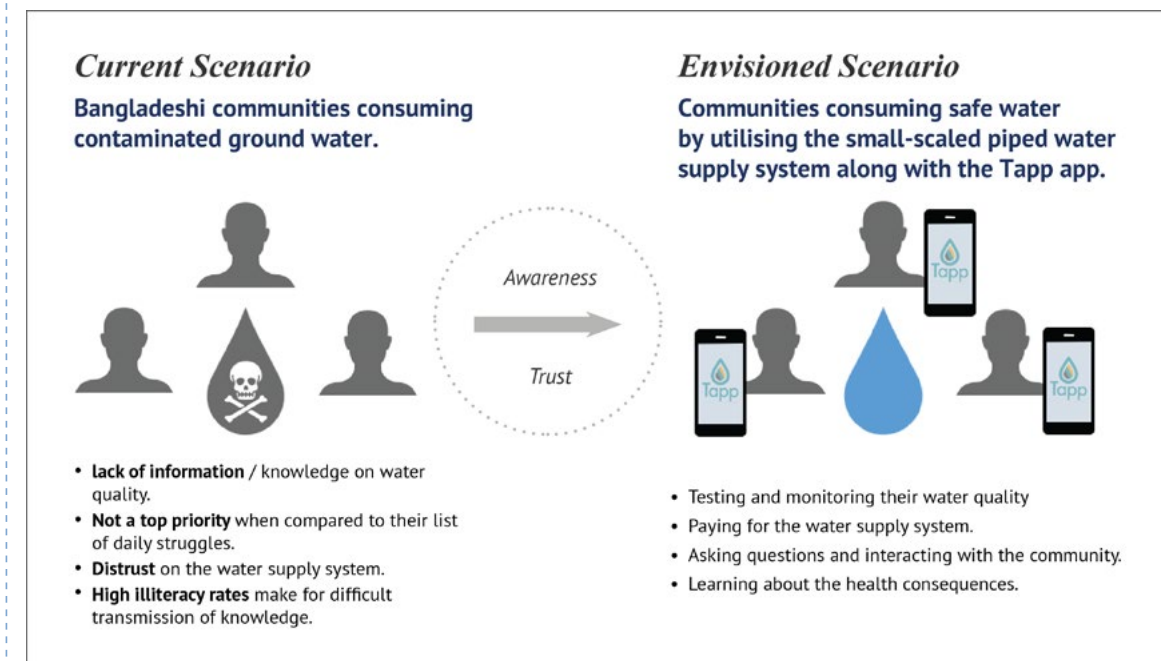 Current Scenario
Bangladeshi communities consuming
contaminated ground water.
• lack of information / knowledge on water
quality.
• Not a top priority when compared to their list
of daily struggles.
• Distrust on the water supply system.
• High illiteracy rates make for difficult
transmission of knowledge.
Awareness
Trust
Envisioned Scenario
Communities consuming safe water
by utilising the small-scaled piped water
supply system along with the Tapp app.
Tapp
Tapp
Tapp
• Testing and monitoring their water quality
• Paying for the water supply system.
• Asking questions and interacting with the community.
• Learning about the health consequences.